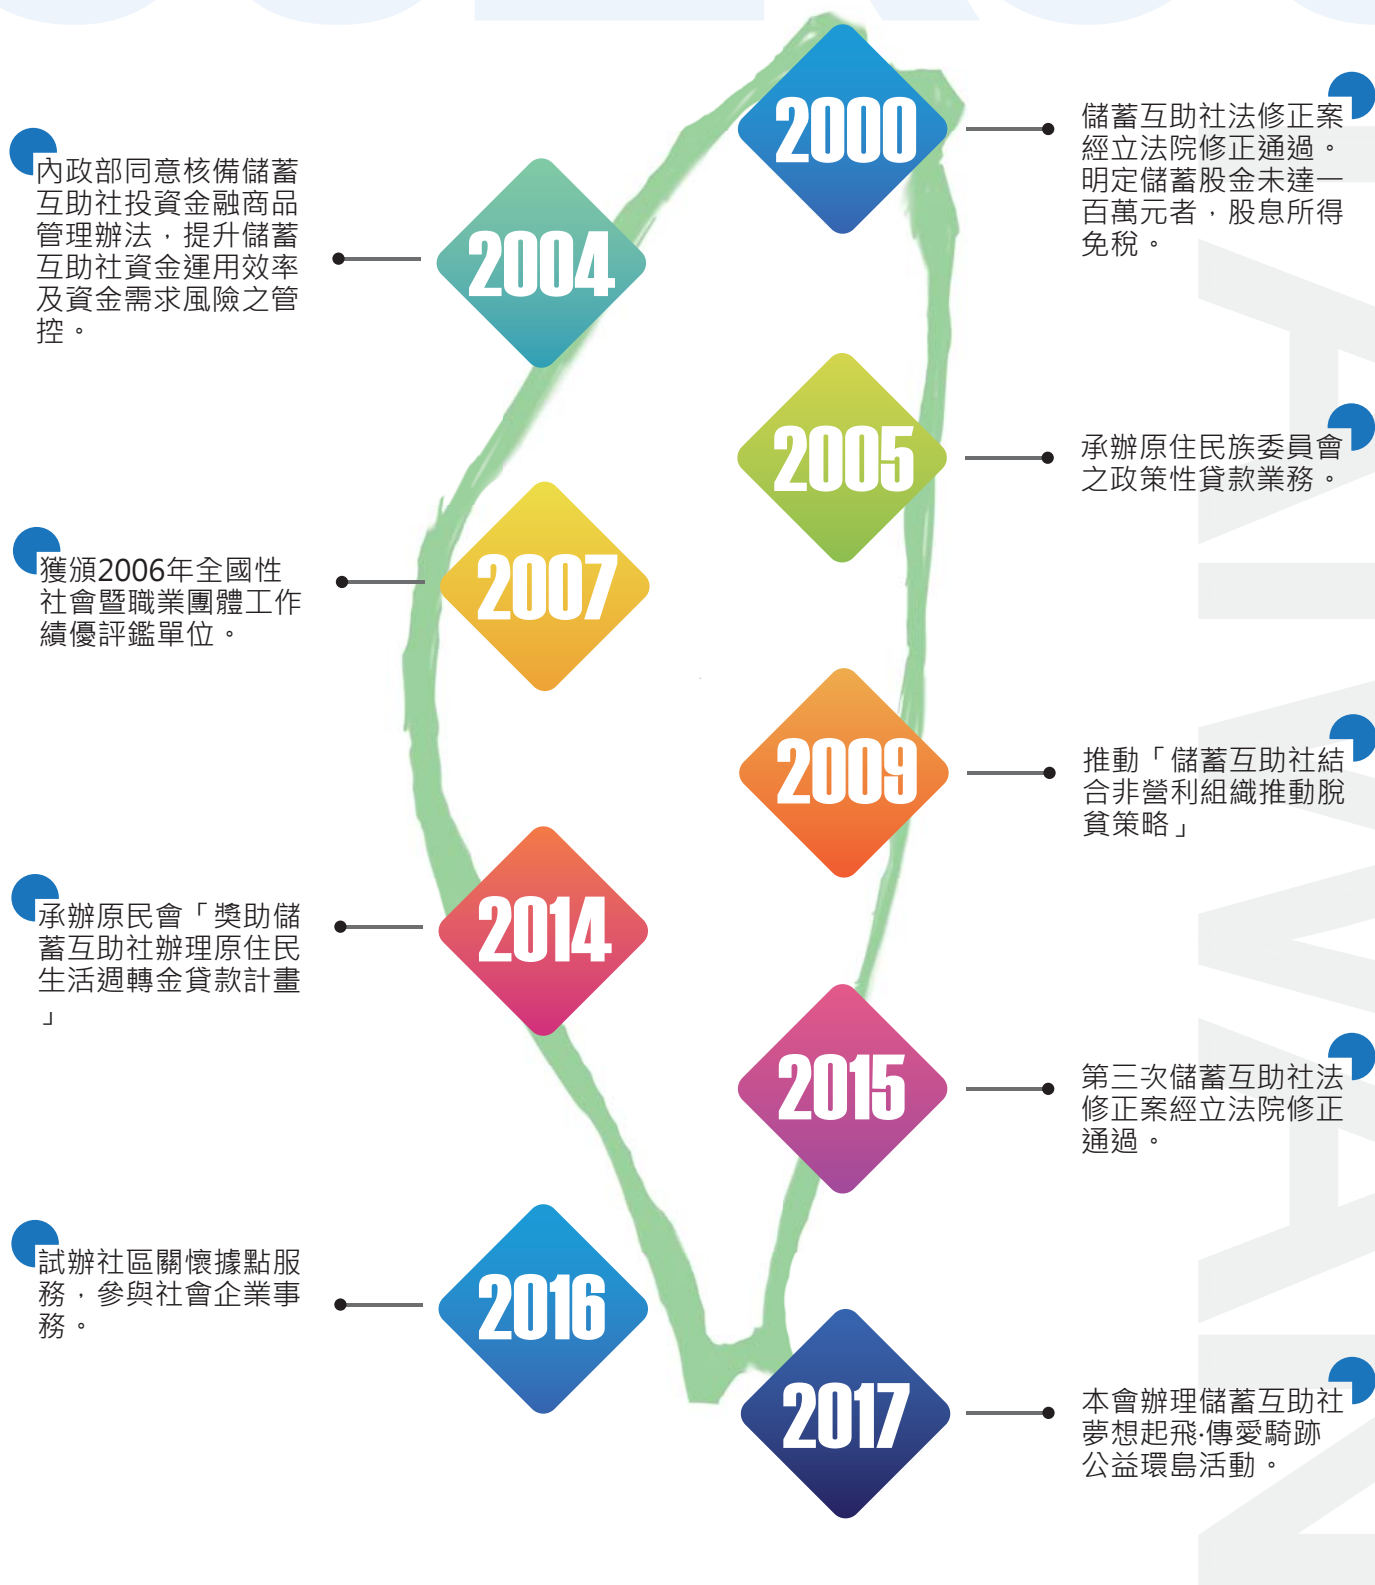 2000
儲蓄互助社法修正案
經立法院修正通過。
明定儲蓄股金未達一
百萬元者，股息所得
免稅。
2004
內政部同意核備儲蓄
互助社投資金融商品
管理辦法，提升儲蓄
互助社資金運用效率
及資金需求風險之管
控。
2005
承辦原住民族委員會
之政策性貸款業務。
2007
獲頒2006年全國性
社會暨職業團體工作
績優評鑑單位。
2009
推動「儲蓄互助社結
合非營利組織推動脫
貧策略」
2014
承辦原民會「獎助儲
蓄互助社辦理原住民
生活週轉金貸款計畫
」
2015
第三次儲蓄互助社法
修正案經立法院修正
通過。
2016
試辦社區關懷據點服
務，參與社會企業事
務。
2017
本會辦理儲蓄互助社
夢想起飛·傳愛騎跡
公益環島活動。
TAIWAN